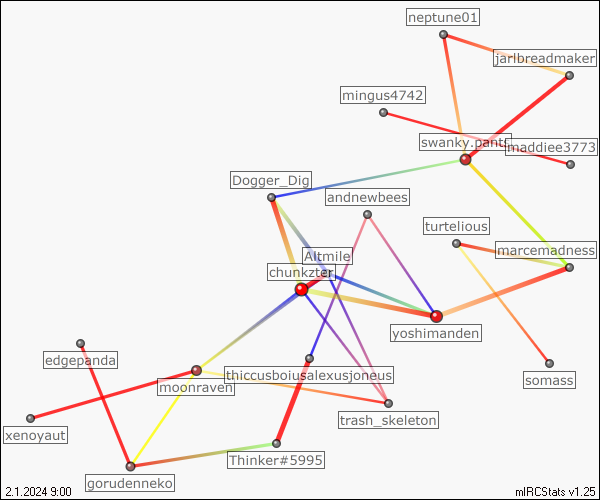 neptune01
jarlbreadmaker
mingus4742
swanky.pants
maddiee3773
Dogger_Dig
andnewbees
turtelious
marcemadness
Altmile
chunkzter
yoshimanden
edgepanda
thiccusboiusalexusjoneus
somass
moonraven
trash_skeleton
xenoyaut
Thinker#5995
gorudenneko
2.1.2024 9:00
mIRCStats v1.25